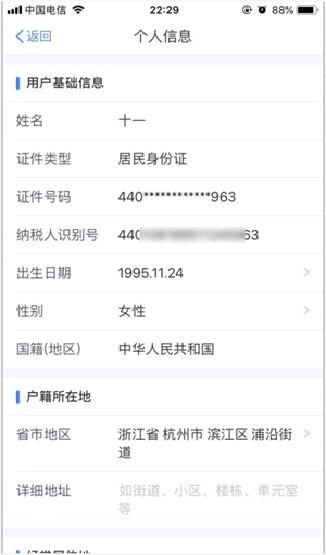 中国电信 22:29 88%
返回 个人信息
用户基础信息
姓名 十一
证件类型 居民身份证
证件号码 440************963
纳税人识别号 440 63
出生日期 1995.11.24
性别 女性
国籍(地区) 中华人民共和国
户籍所在地
省市地区 浙江省 杭州市 滨江区 浦沿街
道
详细地址 如街道、小区、楼栋、单元室
等